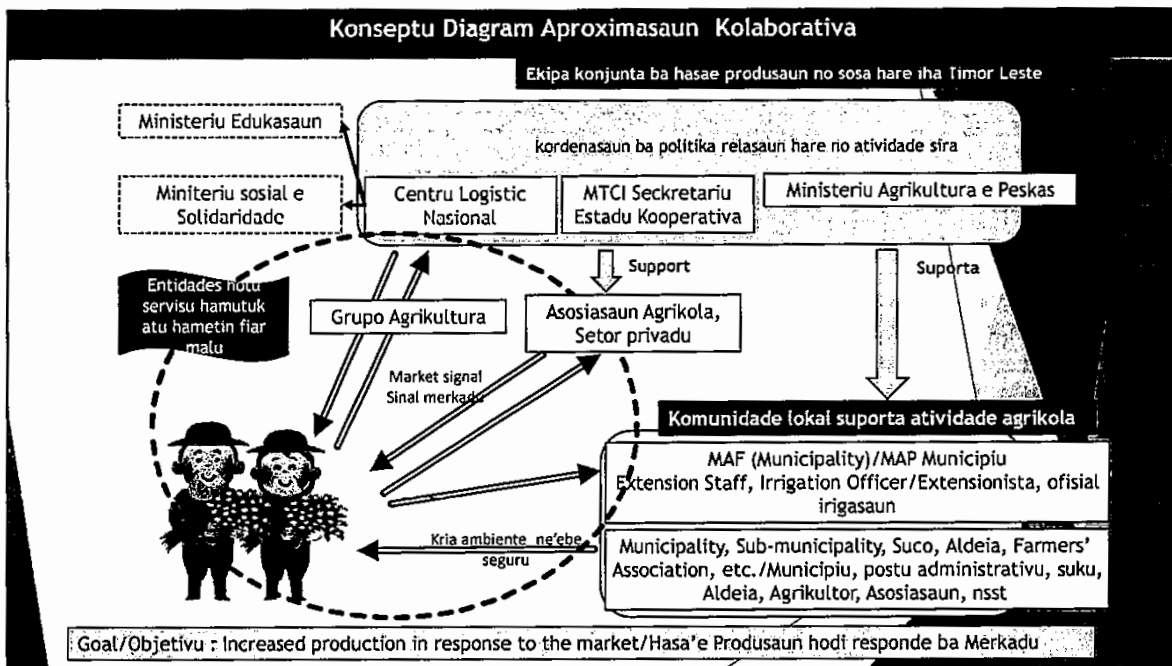 Konseptu Diagram Aproximasaun Kolaborativa
Ekipa konjunta ba hasae produsaun no sosa hare iha Timor Leste
Ministeriu Edukasaun
kordenasaun ba politika relasaun hare no atividade sira
Miniteriu sosial e
Solidaridade
Centru Logistic
Nasional
MTCI Seckretariu
Estadu Kooperativa
Ministeriu Agrikultura e Peskas
Support
Suporta
Entidades hotu
servisu hamutuk
atu hametin fiar
malu
Grupo Agrikultura
Asosiasaun Agrikola,
Setor privadu
Market signal
Sinal merkadu
Komunidade lokal suporta atividade agrikola
MAF (Municipality)/MAP Municipiu
Extension Staff, Irrigation Officer/Extensionista, ofisial
irigasaun
Kria ambiente ne'ebe
seguru
Municipality, Sub-municipality, Suco, Aldeia, Farmers'
Association, etc./Municipiu, postu administrativu, suku,
Aldeia, Agrikultor, Asosiasaun, nsst
Goal/Objetivu : Increased production in response to the market/Hasa'e Produsaun hodi responde ba Merkadu